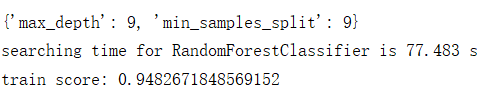 {'max_depth': 9, 'min_samples_split': 9}
searching time for RandomForestClassifier is 77.483 s
train score: 0.9482671848569152